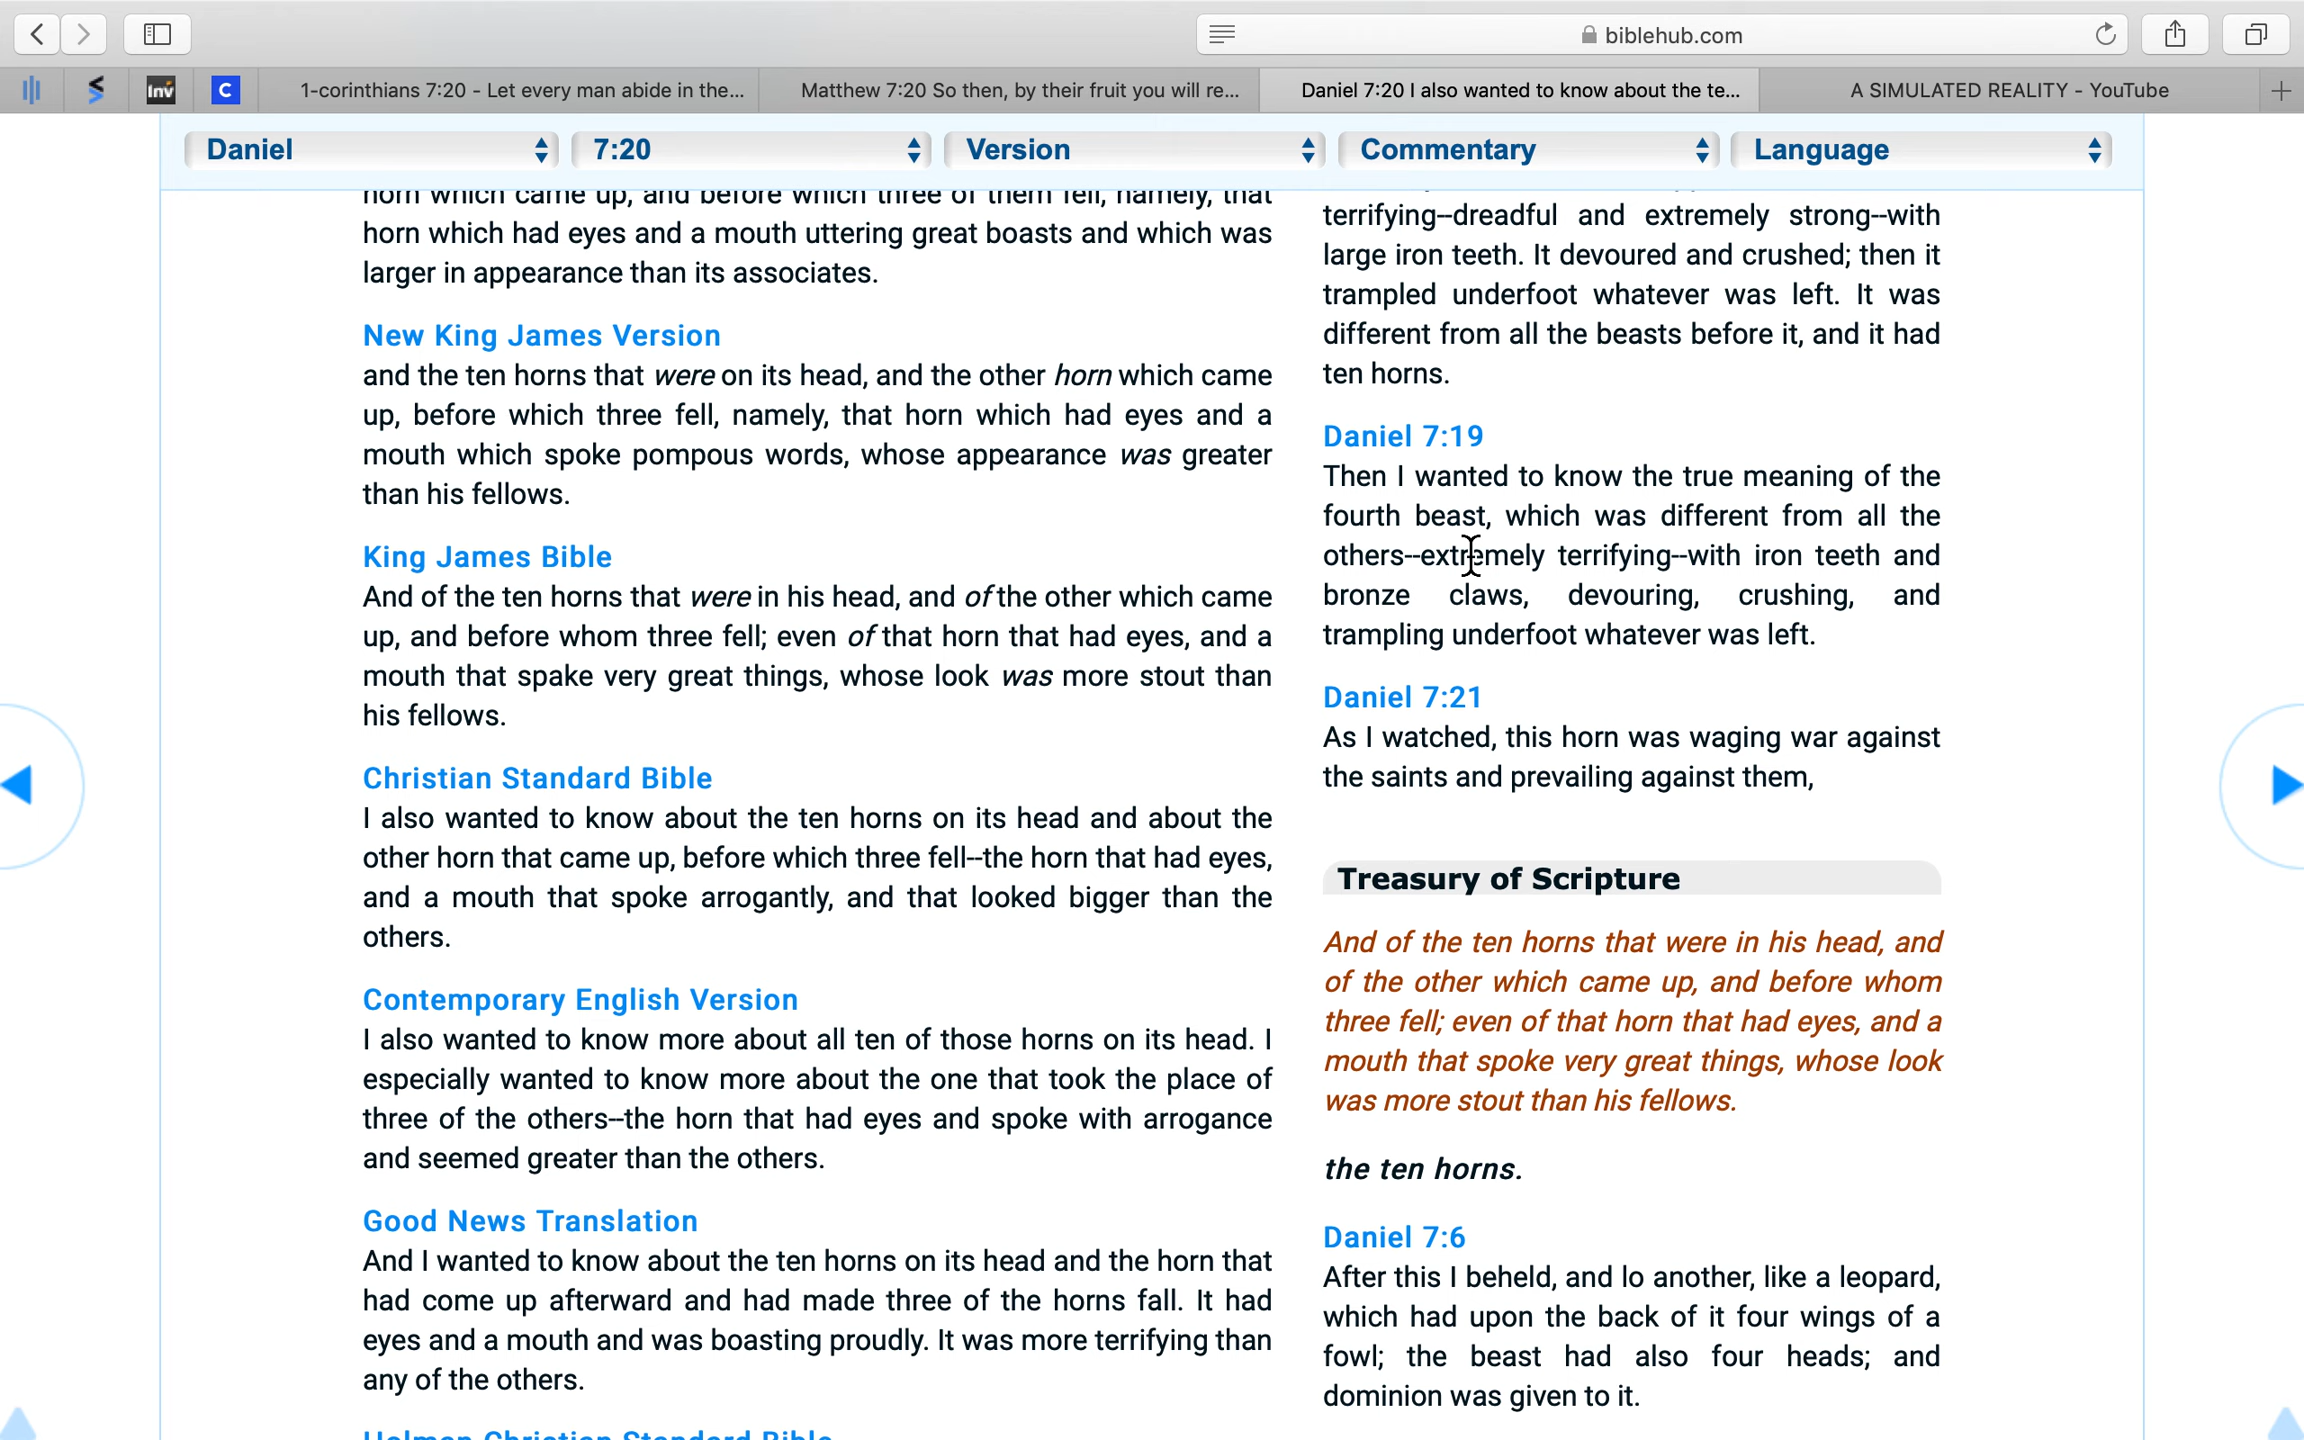 biblehub.com
Inv
C
1-corinthians 7:20 - Let every man abide in the...
Matthew 7:20 So then, by their fruit you will re...
Daniel 7:20 I also wanted to know about the te...
A SIMULATED REALITY - YouTube
Daniel
7:20
Version
Commentary
Language
horn which came up, and before which three of them fell, namely, that
horn which had eyes and a mouth uttering great boasts and which was
larger in appearance than its associates.
New King James Version
and the ten horns that were on its head, and the other horn which came
up, before which three fell, namely, that horn which had eyes and a
mouth which spoke pompous words, whose appearance was greater
than his fellows.
King James Bible
And of the ten horns that were in his head, and of the other which came
up, and before whom three fell; even of that horn that had eyes, and a
mouth that spake very great things, whose look was more stout than
his fellows.
Christian Standard Bible
I also wanted to know about the ten horns on its head and about the
other horn that came up, before which three fell--the horn that had eyes,
and a mouth that spoke arrogantly, and that looked bigger than the
others.
Contemporary English Version
I also wanted to know more about all ten of those horns on its head. I
especially wanted to know more about the one that took the place of
three of the others--the horn that had eyes and spoke with arrogance
and seemed greater than the others.
Good News Translation
And I wanted to know about the ten horns on its head and the horn that
had come up afterward and had made three of the horns fall. It had
eyes and a mouth and was boasting proudly. It was more terrifying than
any of the others.
Holman Christian Standard Bible
terrifying--dreadful and extremely strong--with
large iron teeth. It devoured and crushed; then it
trampled underfoot whatever was left. It was
different from all the beasts before it, and it had
ten horns.
Daniel 7:19
Then I wanted to know the true meaning of the
fourth beast, which was different from all the
others--extremely terrifying--with iron teeth and
bronze claws, devouring, crushing, and
trampling underfoot whatever was left.
Daniel 7:21
As I watched, this horn was waging war against
the saints and prevailing against them,
Treasury of Scripture
And of the ten horns that were in his head, and
of the other which came up, and before whom
three fell; even of that horn that had eyes, and a
mouth that spoke very great things, whose look
was more stout than his fellows.
the ten horns.
Daniel 7:6
After this I beheld, and lo another, like a leopard,
which had upon the back of it four wings of a
fowl; the beast had also four heads; and
dominion was given to it.